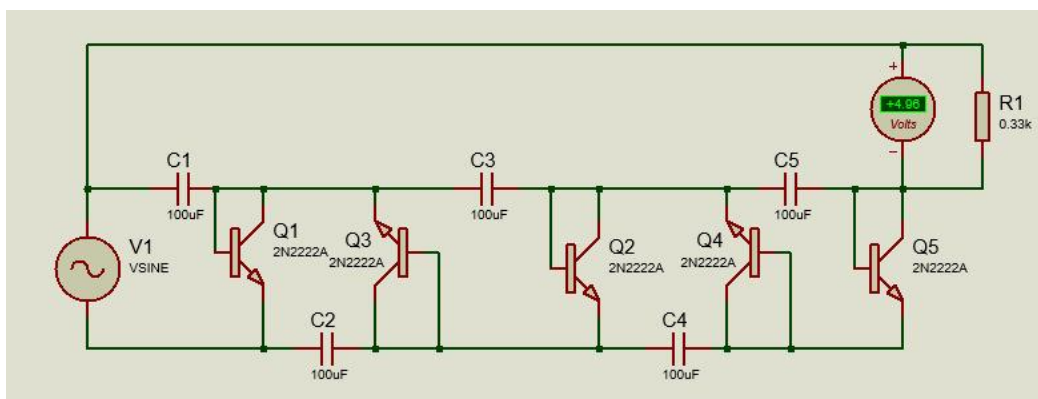 +
+4.96
Volts
−
R1
0.33k
C1
100uF
C3
100uF
C5
100uF
V1
VSINE
Q1
2N2222A
Q3
2N2222A
Q2
2N2222A
Q4
2N2222A
Q5
2N2222A
C2
100uF
C4
100uF